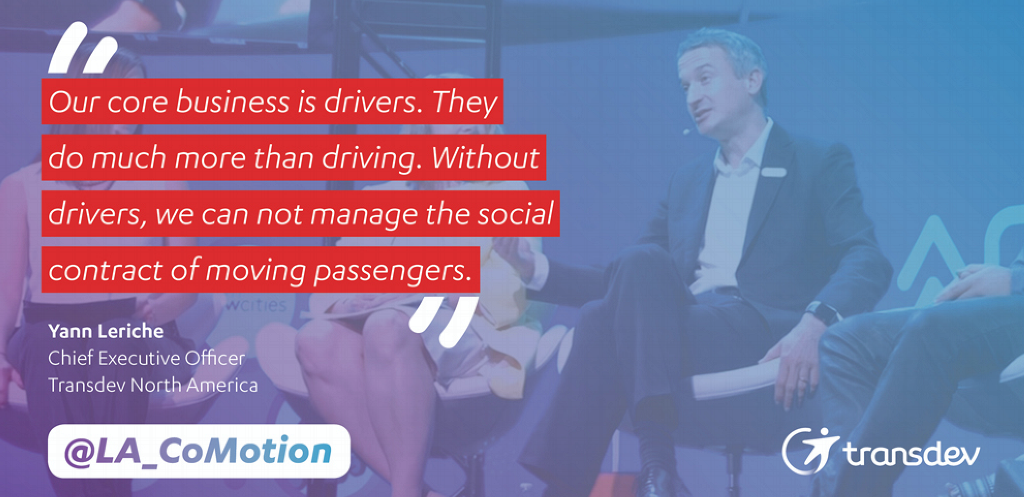 “
Our core business is drivers. They
do much more than driving. Without
drivers, we can not manage the social
contract of moving passengers.
”
Yann Leriche
Chief Executive Officer
Transdev North America
@LA_CoMotion
wcities
transdev